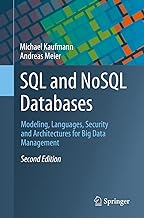 Michael Kaufmann
Andreas Meier
SQL and NoSQL
Databases
Modeling, Languages, Security
and Architectures for Big Data
Management
Second Edition
Springer